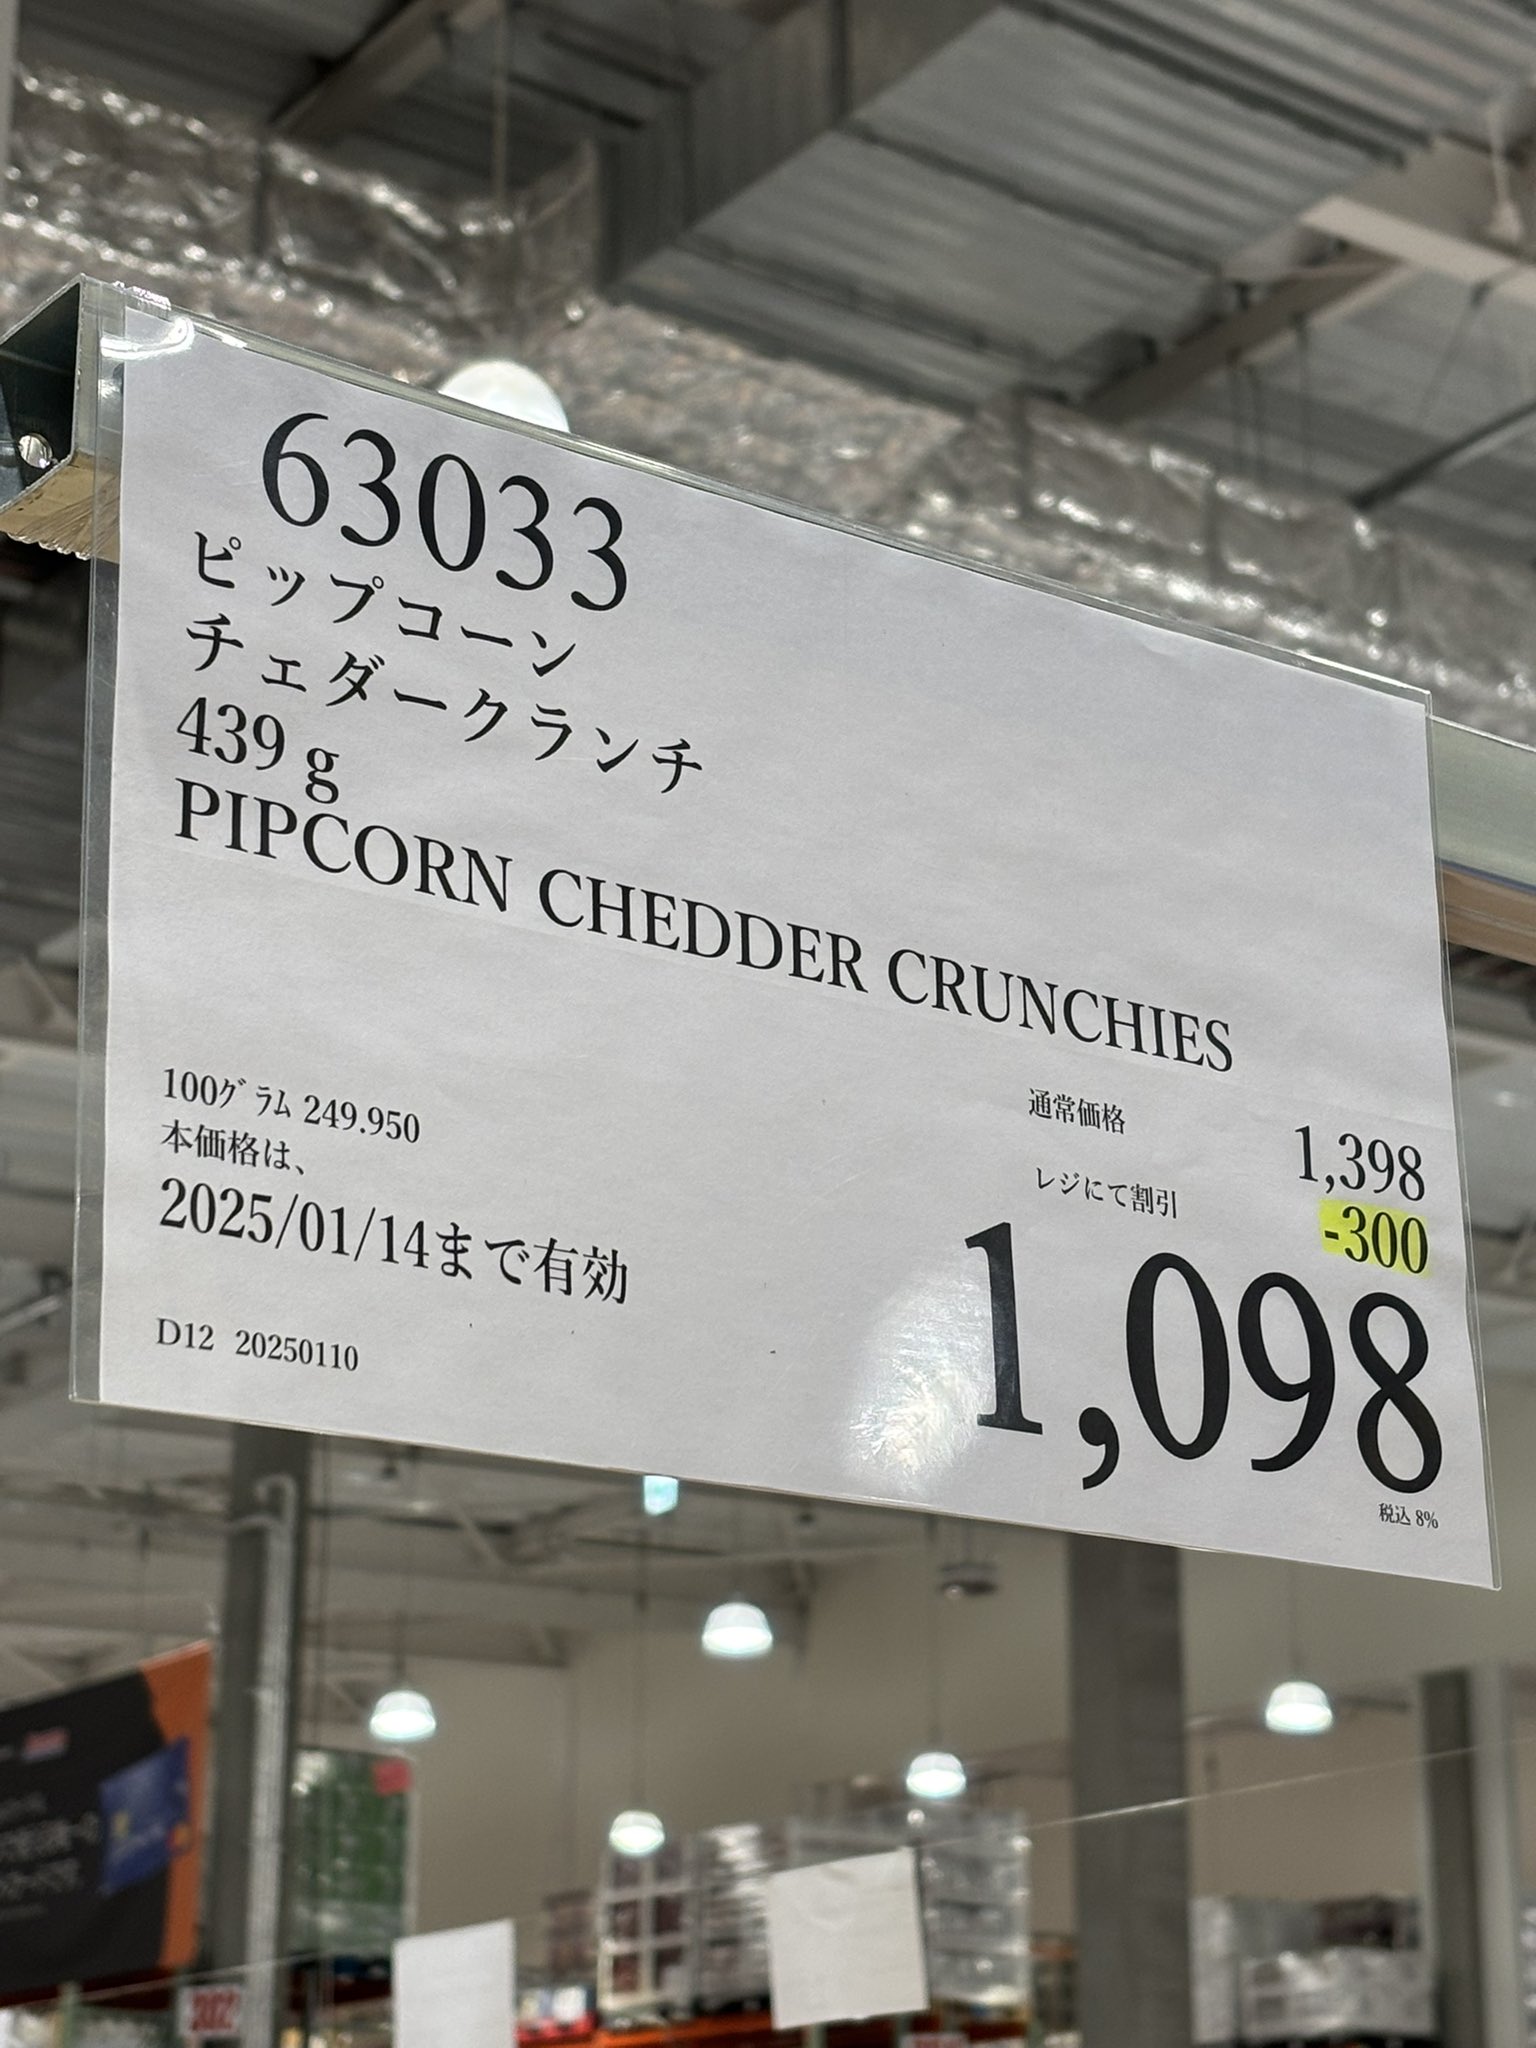 63033
ピップコーン
チェダークランチ
439 g
PIPCORN CHEDDER CRUNCHIES
100ｸﾞﾗﾑ 249.950
本価格は、
2025/01/14まで有効
D12 20250110
通常価格 1,398
レジにて割引 -300
1,098
税込 8%
302